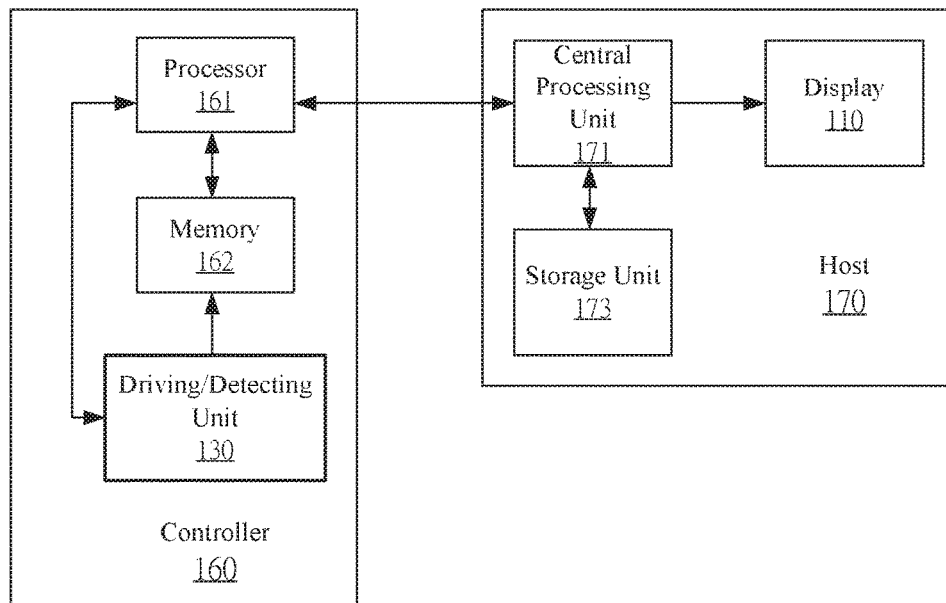 Processor
161
Memory
162
Driving/Detecting
Unit
130
Controller
160
Central
Processing
Unit
171
Display
110
Storage Unit
173
Host
170